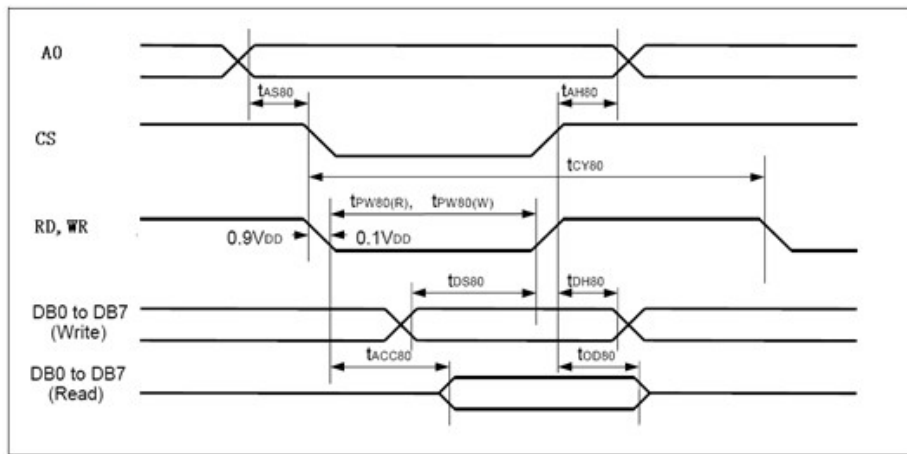 A0
tAS80
tAH80
CS
tCY80
tPW80(R), tPW80(W)
RD, WR
0.9VDD
0.1VDD
tDS80
tDH80
DB0 to DB7
(Write)
tACC80
tOD80
DB0 to DB7
(Read)